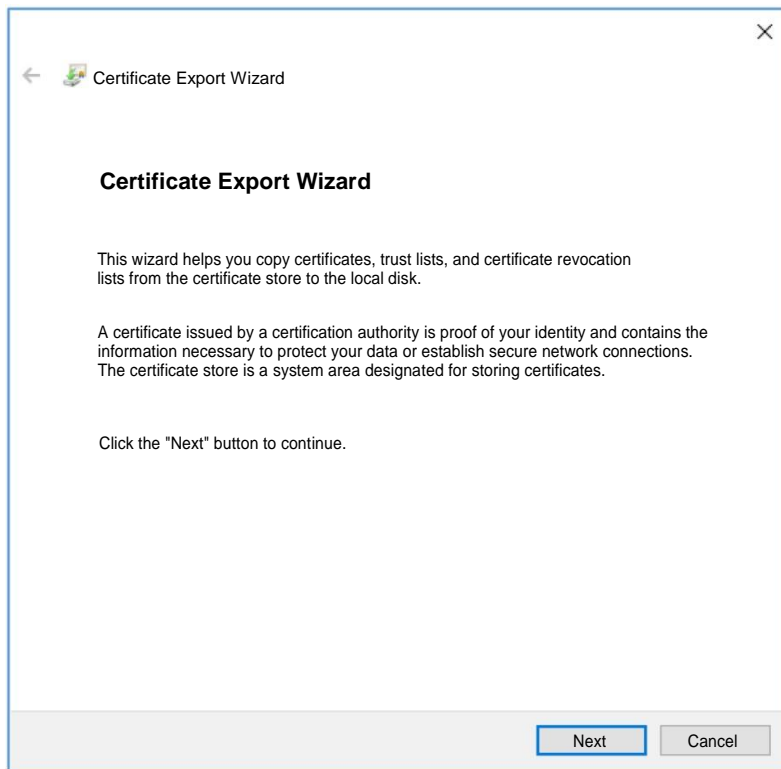 Certificate Export Wizard
Certificate Export Wizard
This wizard helps you copy certificates, trust lists, and certificate revocation
lists from the certificate store to the local disk.
A certificate issued by a certification authority is proof of your identity and contains the
information necessary to protect your data or establish secure network connections.
The certificate store is a system area designated for storing certificates.
Click the "Next" button to continue.
Next Cancel